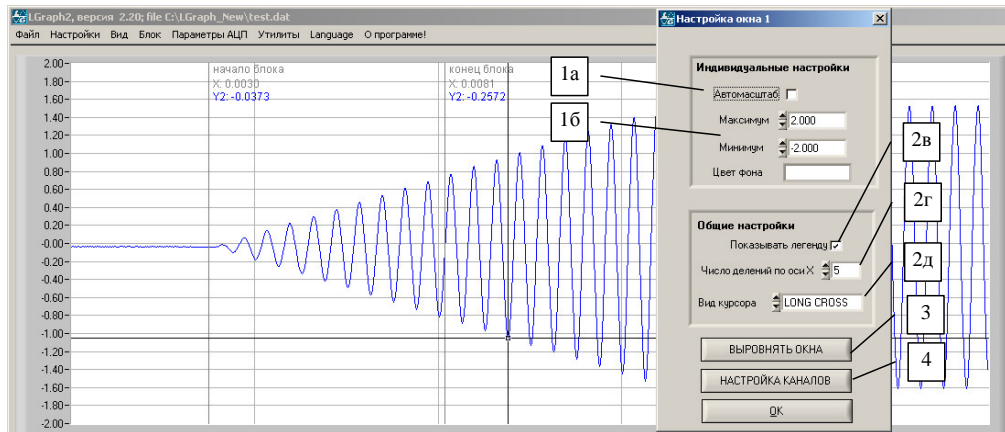 LGraph2, версия 2.20; file C:\LGraph_New\test.dat
Файл Настройки Вид Блок Параметры АЦП Утилиты Language О программе!
2.00
1.80
1.60
1.40
1.20
1.00
0.80
0.60
0.40
0.20
-0.00
-0.20
-0.40
-0.60
-0.80
-1.00
-1.20
-1.40
-1.60
-1.80
-2.00
начало блока
X: 0.0030
Y2: -0.0373
конец блока
X: 0.0081
Y2: -0.2572
Настройка окна 1
Индивидуальные настройки
Автомасштаб
Максимум 2.000
Минимум -2.000
Цвет фона
Общие настройки
Показывать легенду
Число делений по оси X 5
Вид курсора LONG CROSS
ВЫРОВНЯТЬ ОКНА
НАСТРОЙКА КАНАЛОВ
OK
1а
1б
2в
2г
2д
3
4